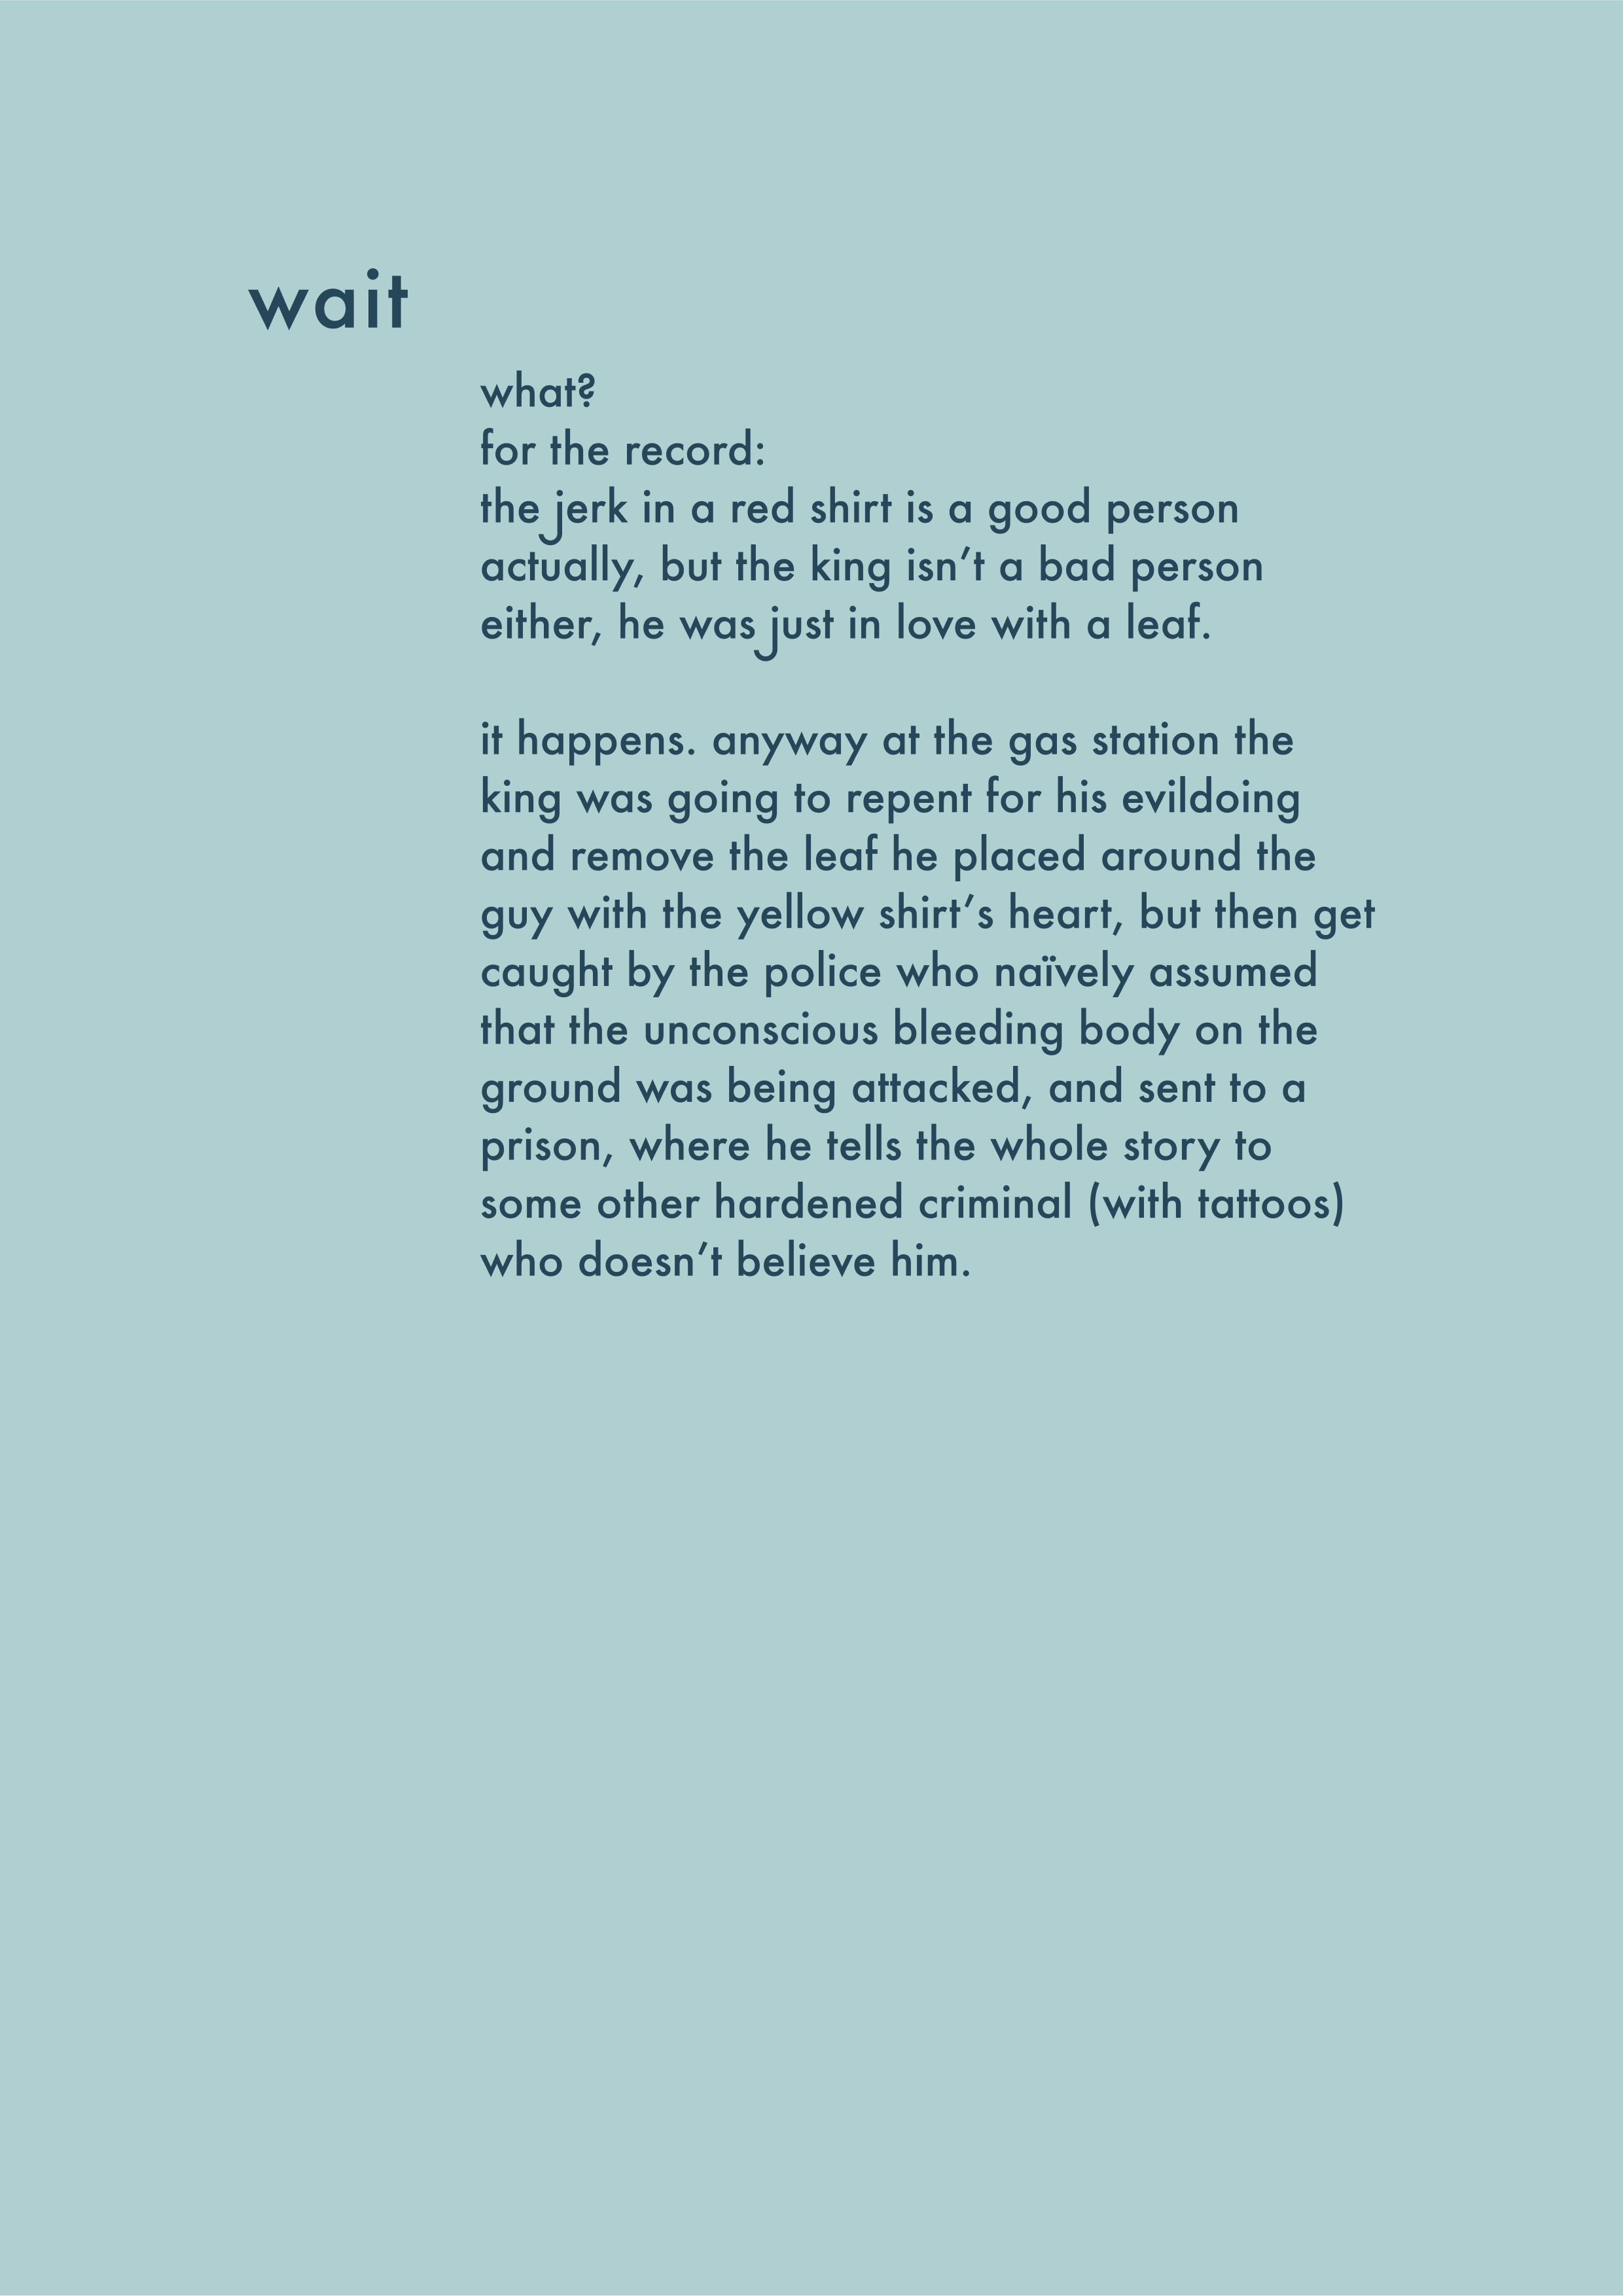 wait
what?
for the record:
the jerk in a red shirt is a good person
actually, but the king isn’t a bad person
either, he was just in love with a leaf.
it happens. anyway at the gas station the
king was going to repent for his evildoing
and remove the leaf he placed around the
guy with the yellow shirt’s heart, but then get
caught by the police who naïvely assumed
that the unconscious bleeding body on the
ground was being attacked, and sent to a
prison, where he tells the whole story to
some other hardened criminal (with tattoos)
who doesn’t believe him.